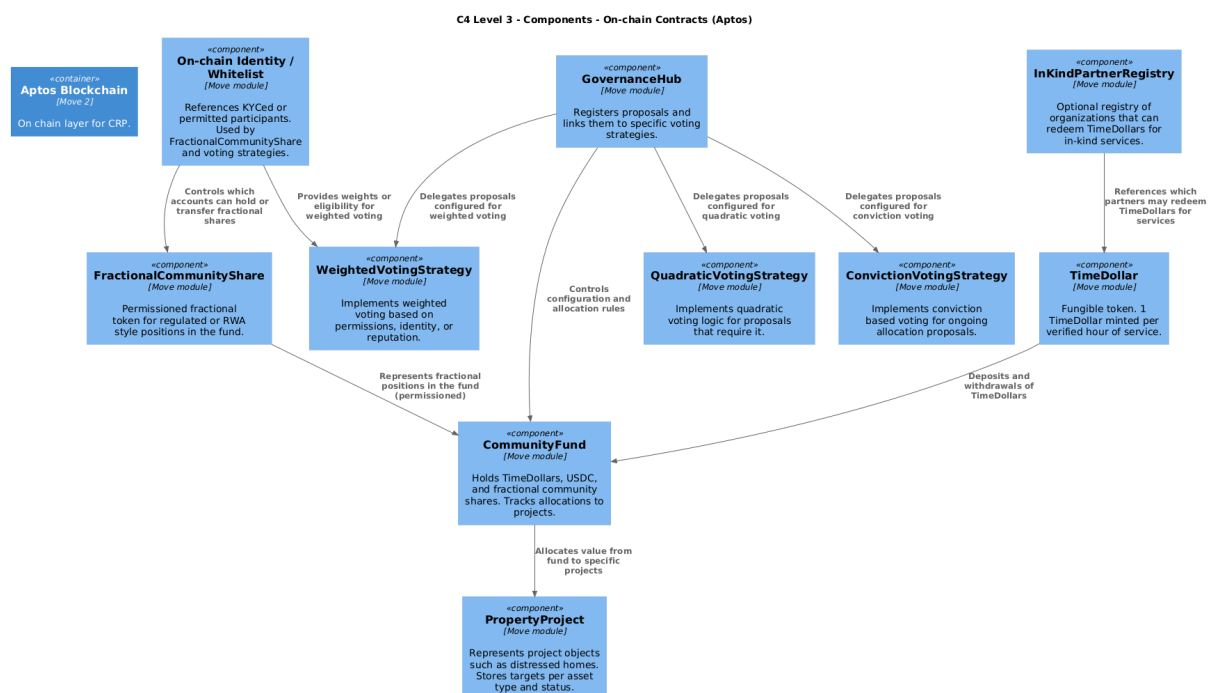 C4 Level 3 - Components - On-chain Contracts (Aptos)
«container»
Aptos Blockchain
[Move 2]
On chain layer for CRP.
«component»
On-chain Identity /
Whitelist
[Move module]
References KYCed or
permitted participants.
Used by
FractionalCommunityShare
and voting strategies.
«component»
GovernanceHub
[Move module]
Registers proposals and
links them to specific voting
strategies.
«component»
InKindPartnerRegistry
[Move module]
Optional registry of
organizations that can
redeem TimeDollars for
in-kind services.
Controls which
accounts can hold or
transfer fractional
shares
Provides weights or
eligibility for
weighted voting
Delegates proposals
configured for
weighted voting
Delegates proposals
configured for
quadratic voting
Delegates proposals
configured for
conviction voting
References which
partners may redeem
TimeDollars for
services
«component»
FractionalCommunityShare
[Move module]
Permissioned fractional
token for regulated or RWA
style positions in the fund.
«component»
WeightedVotingStrategy
[Move module]
Implements weighted
voting based on
permissions, identity, or
reputation.
Controls
configuration and
allocation rules
«component»
QuadraticVotingStrategy
[Move module]
Implements quadratic
voting logic for proposals
that require it.
«component»
ConvictionVotingStrategy
[Move module]
Implements conviction
based voting for ongoing
allocation proposals.
«component»
TimeDollar
[Move module]
Fungible token. 1
TimeDollar minted per
verified hour of service.
Represents fractional
positions in the fund
(permissioned)
Deposits and
withdrawals of
TimeDollars
«component»
CommunityFund
[Move module]
Holds TimeDollars, USDC,
and fractional community
shares. Tracks allocations to
projects.
Allocates value from
fund to specific
projects
«component»
PropertyProject
[Move module]
Represents project objects
such as distressed homes.
Stores targets per asset
type and status.